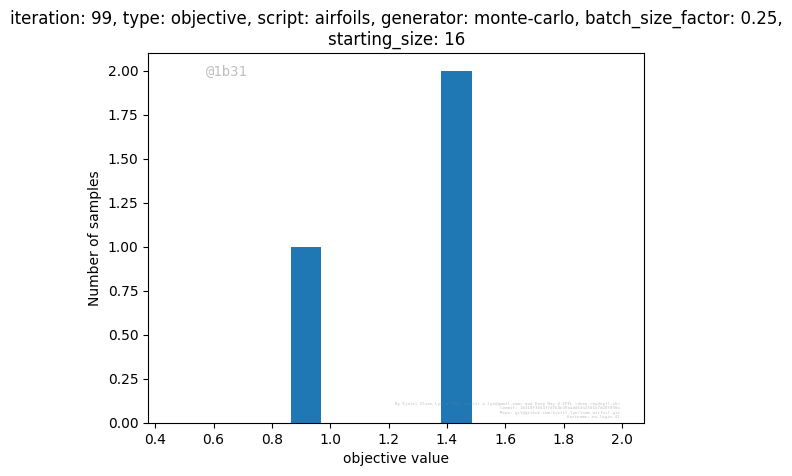 iteration: 99, type: objective, script: airfoils, generator: monte-carlo, batch_size_factor: 0.25,
starting_size: 16
@1b31
2.00
1.75
1.50
1.25
1.00
0.75
0.50
0.25
0.00
Number of samples
0.4 0.6 0.8 1.0 1.2 1.4 1.6 1.8 2.0
objective value